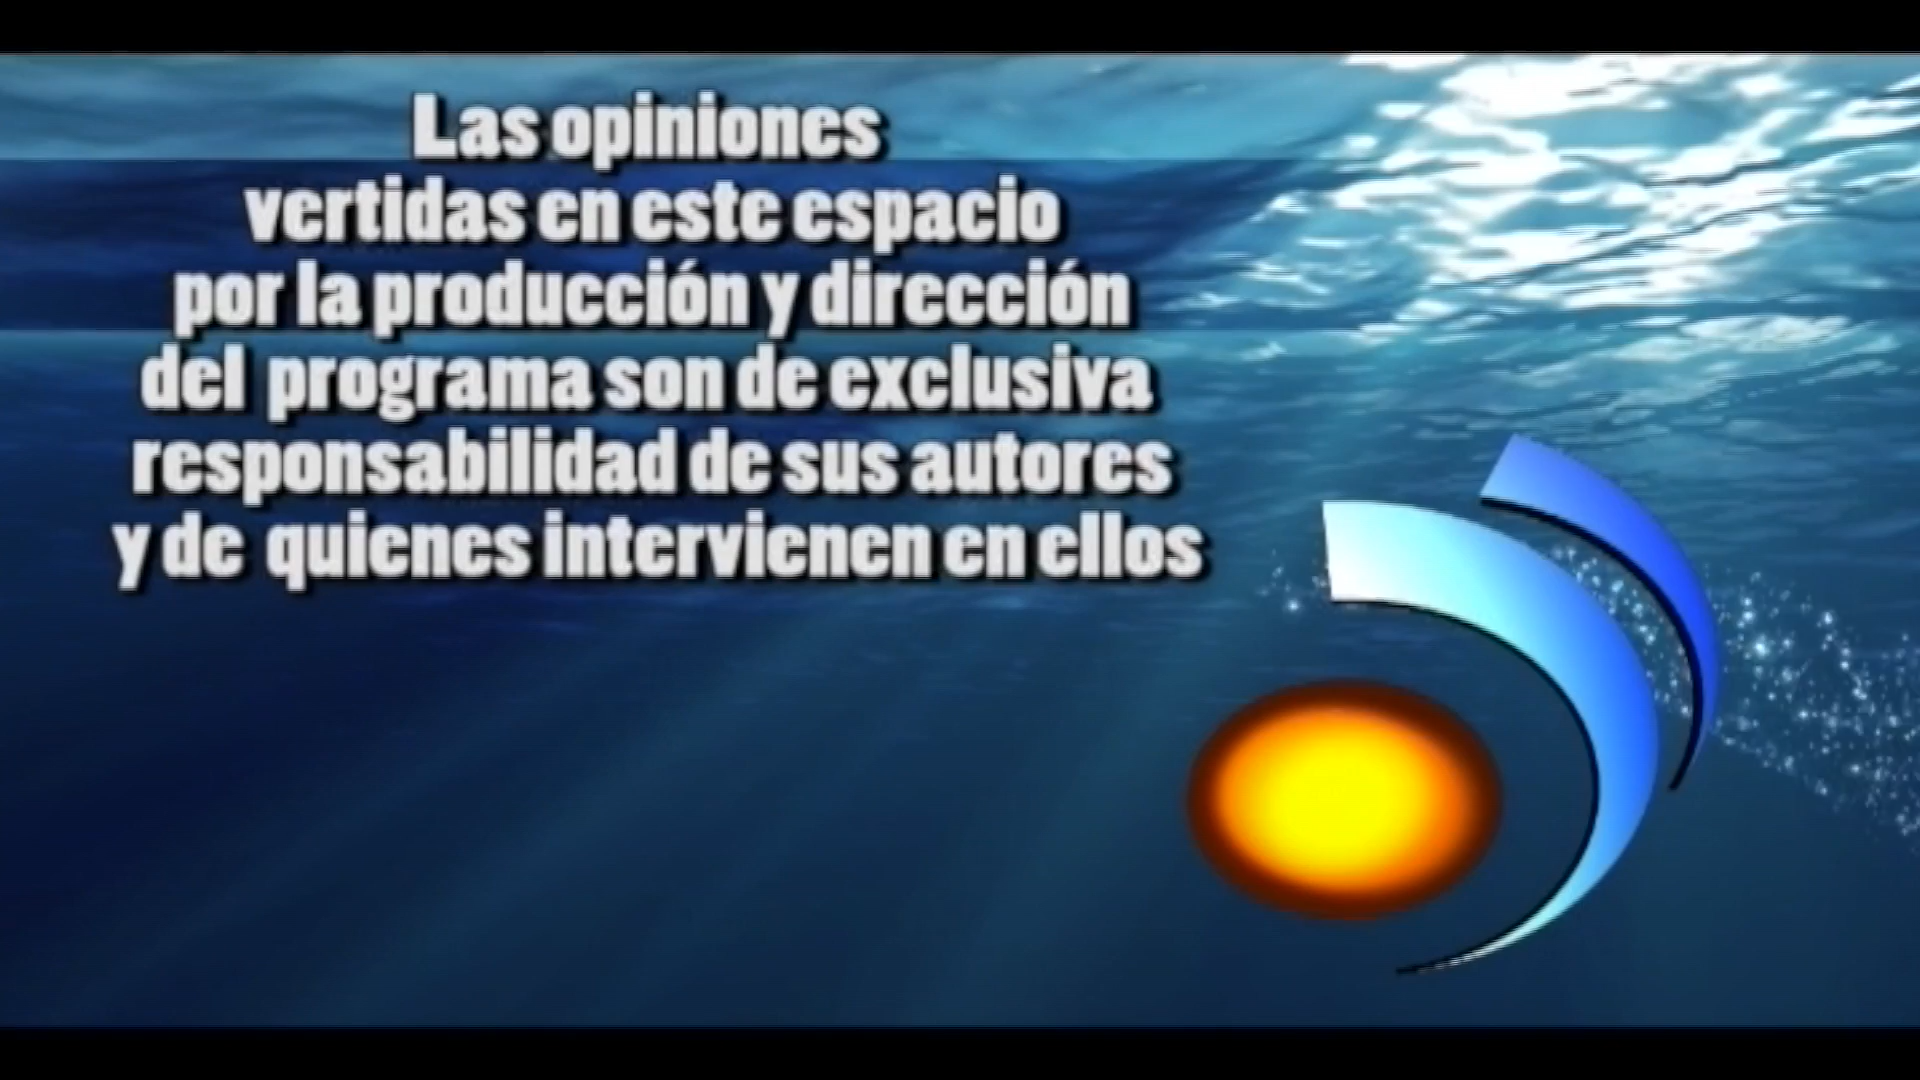 Las opiniones
vertidas en este espacio
por la producción y dirección
del programa son de exclusiva
responsabilidad de sus autores
y de quienes intervienen en ellos